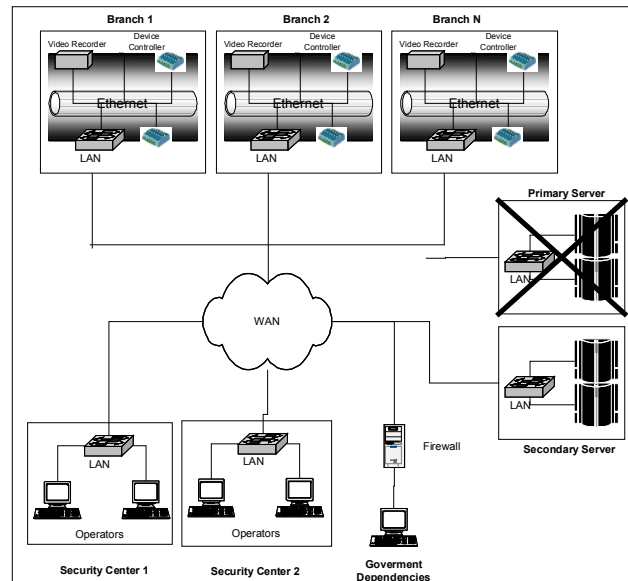 Branch 1
Branch 2
Branch N
Video Recorder
Device
Controller
Ethernet
LAN
Video Recorder
Device
Controller
Ethernet
LAN
Video Recorder
Device
Controller
Ethernet
LAN
Primary Server
LAN
WAN
LAN
Secondary Server
LAN
Operators
Security Center 1
LAN
Operators
Security Center 2
Firewall
Goverment
Dependencies